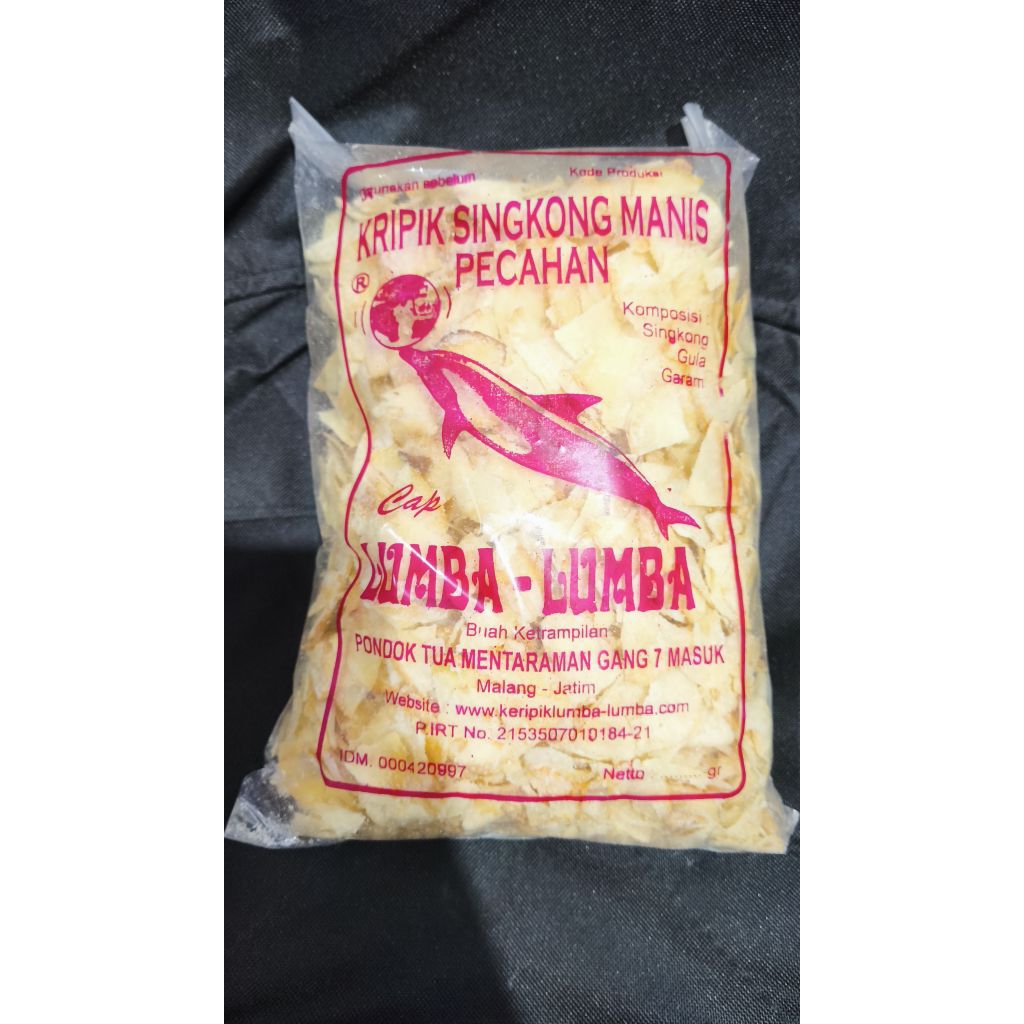 Digunakan sebelum
Kode Produksi
KRIPIK SINGKONG MANIS
PECAHAN
®
Komposisi :
Singkong
Gula
Garam
Cap
LUMBA - LUMBA
Buah Ketrampilan
PONDOK TUA MENTARAMAN GANG 7 MASUK
Malang - Jatim
Website : www.keripiklumba-lumba.com
P.IRT No. 2153507010184-21
IDM. 000420997
Netto : .......... gr